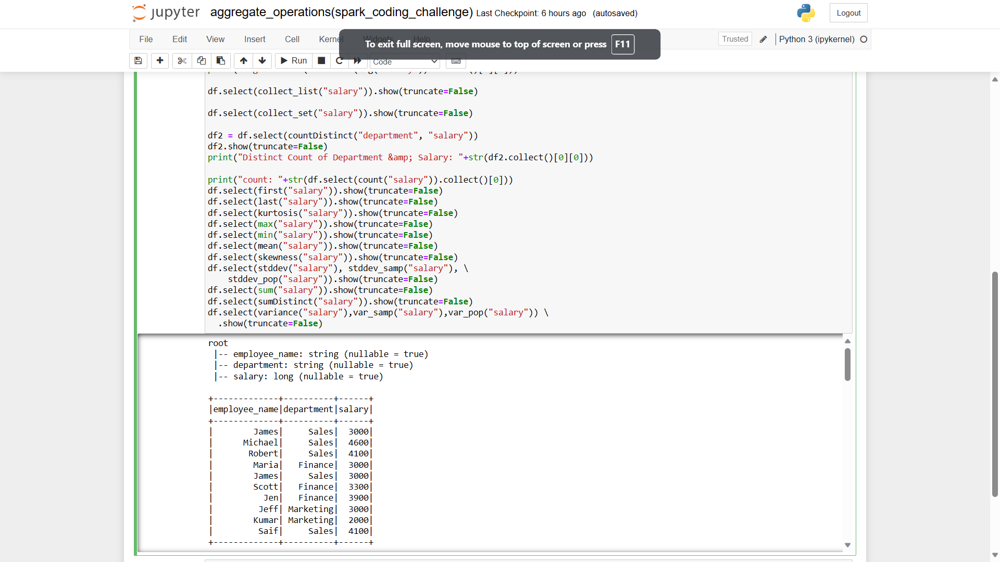 jupyter aggregate_operations(spark_coding_challenge) Last Checkpoint: 6 hours ago (autosaved) Logout
File Edit View Insert Cell Kernel Widgets Help Trusted Python 3 (ipykernel)
To exit full screen, move mouse to top of screen or press F11
Run Code
df.select(collect_list("salary")).show(truncate=False)
df.select(collect_set("salary")).show(truncate=False)
df2 = df.select(countDistinct("department", "salary"))
df2.show(truncate=False)
print("Distinct Count of Department &amp; Salary: "+str(df2.collect()[0][0]))
print("count: "+str(df.select(count("salary")).collect()[0]))
df.select(first("salary")).show(truncate=False)
df.select(last("salary")).show(truncate=False)
df.select(kurtosis("salary")).show(truncate=False)
df.select(max("salary")).show(truncate=False)
df.select(min("salary")).show(truncate=False)
df.select(mean("salary")).show(truncate=False)
df.select(skewness("salary")).show(truncate=False)
df.select(stddev("salary"), stddev_samp("salary"), \
    stddev_pop("salary")).show(truncate=False)
df.select(sum("salary")).show(truncate=False)
df.select(sumDistinct("salary")).show(truncate=False)
df.select(variance("salary"),var_samp("salary"),var_pop("salary")) \
  .show(truncate=False)
root
 |-- employee_name: string (nullable = true)
 |-- department: string (nullable = true)
 |-- salary: long (nullable = true)
+-------------+----------+------+
|employee_name|department|salary|
+-------------+----------+------+
|        James|     Sales|  3000|
|      Michael|     Sales|  4600|
|       Robert|     Sales|  4100|
|        Maria|   Finance|  3000|
|        James|     Sales|  3000|
|        Scott|   Finance|  3300|
|          Jen|   Finance|  3900|
|         Jeff| Marketing|  3000|
|        Kumar| Marketing|  2000|
|         Saif|     Sales|  4100|
+-------------+----------+------+